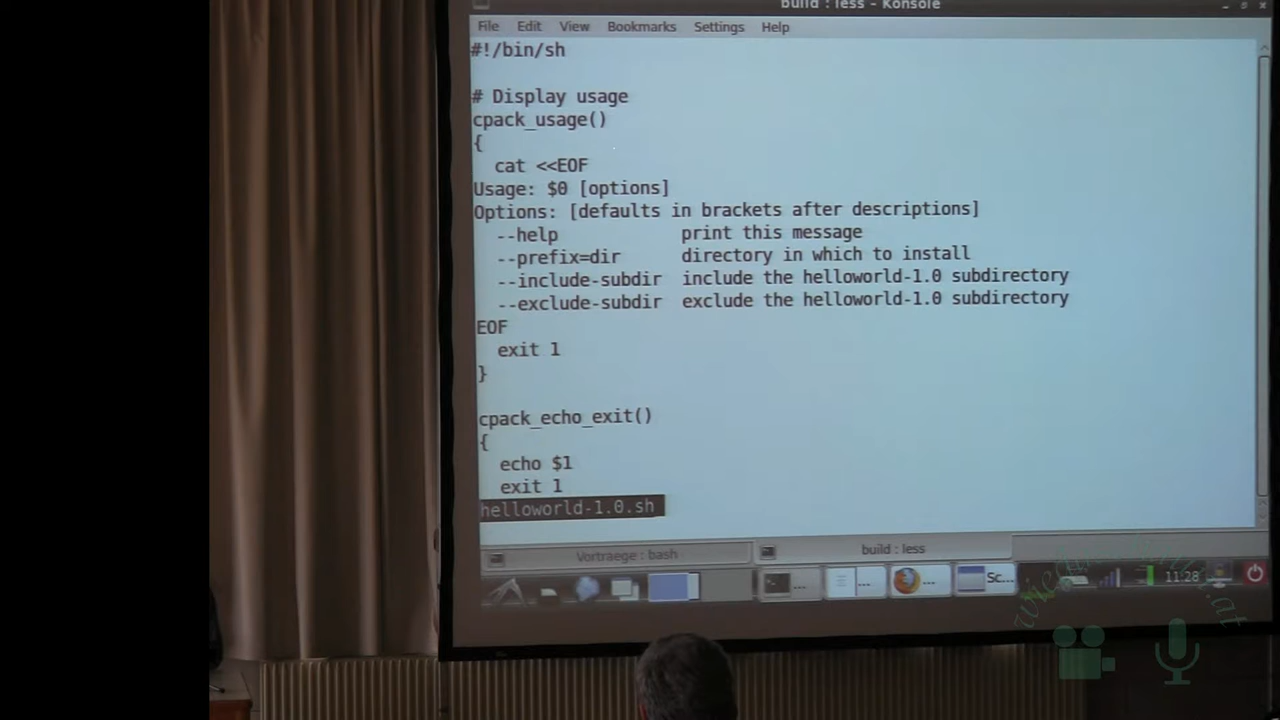 build : less - Konsole
File Edit View Bookmarks Settings Help
#!/bin/sh
# Display usage
cpack_usage()
{
cat <<EOF
Usage: $0 [options]
Options: [defaults in brackets after descriptions]
--help print this message
--prefix=dir directory in which to install
--include-subdir include the helloworld-1.0 subdirectory
--exclude-subdir exclude the helloworld-1.0 subdirectory
EOF
exit 1
}
cpack_echo_exit()
{
echo $1
exit 1
helloworld-1.0.sh
Vortraege : bash
build : less
... ... ... Sc... 11:28